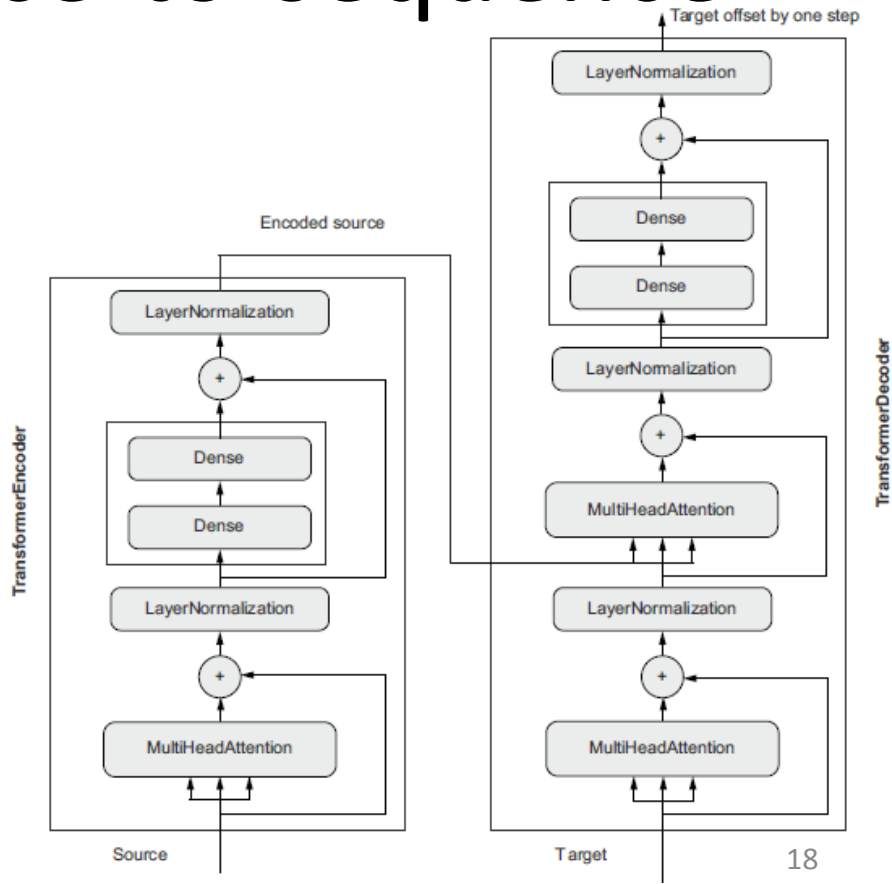 Target offset by one step
LayerNormalization
+
Dense
Dense
LayerNormalization
+
MultiHeadAttention
LayerNormalization
+
MultiHeadAttention
Target
TransformerDecoder
Encoded source
LayerNormalization
+
Dense
Dense
LayerNormalization
+
MultiHeadAttention
Source
TransformerEncoder
18